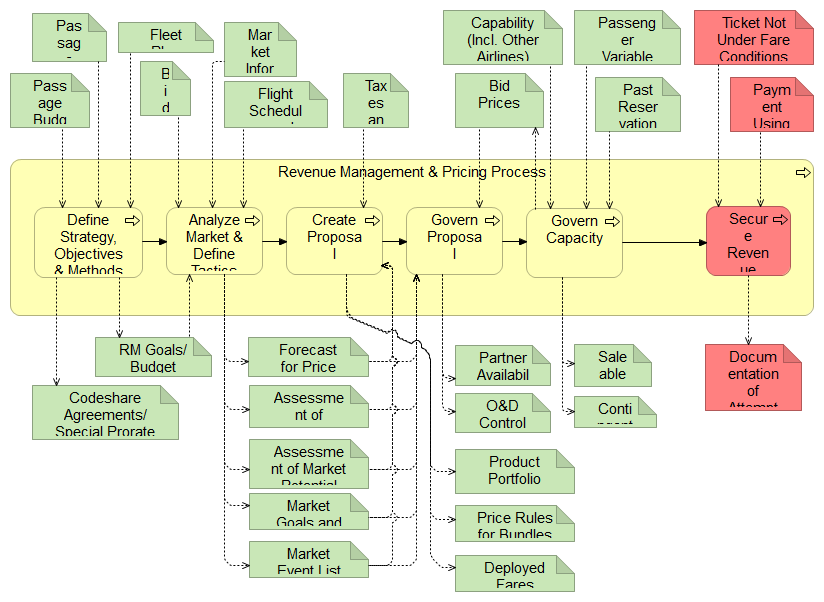 Pas
sag
Fleet
Mar
ket
Infor
Capability
(Incl. Other
Airlines)
Passeng
er
Variable
Ticket Not
Under Fare
Conditions
Pass
age
Budg
B
i
d
Flight
Schedul
Tax
es
an
Bid
Prices
Past
Reser
vation
Paym
ent
Using
Revenue Management & Pricing Process
Define
Strategy,
Objectives
& Methods
Analyze
Market &
Define
Tactics
Create
Proposa
l
Govern
Proposa
l
Govern
Capacity
Secur
e
Reven
ue
RM Goals/
Budget
Codeshare
Agreements/
Special Prorate
Forecast
for Price
Assessme
nt of
Assessme
nt of Market
Potential
Market
Goals and
Market
Event List
Partner
Availabil
O&D
Control
Product
Portfolio
Price Rules
for Bundles
Deployed
Fares
Sale
able
Conti
ngent
Docum
entation
of
Attempt